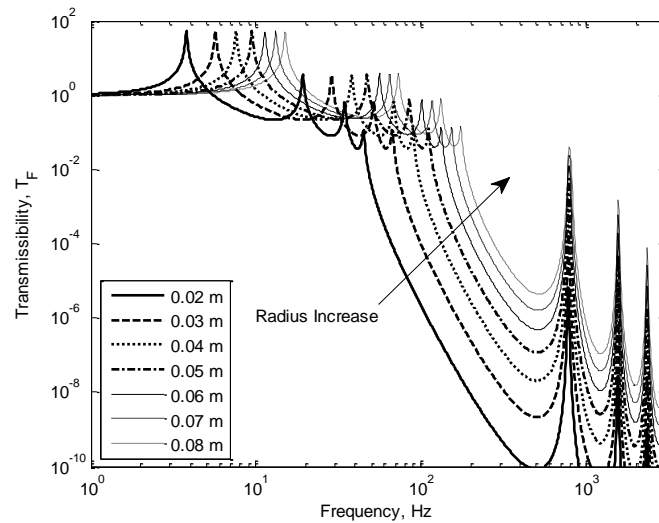 10^2
10^0
10^-2
10^-4
10^-6
10^-8
10^-10
Transmissibility, T_F
0.02 m
0.03 m
0.04 m
0.05 m
0.06 m
0.07 m
0.08 m
Radius Increase
10^0
10^1
10^2
10^3
Frequency, Hz